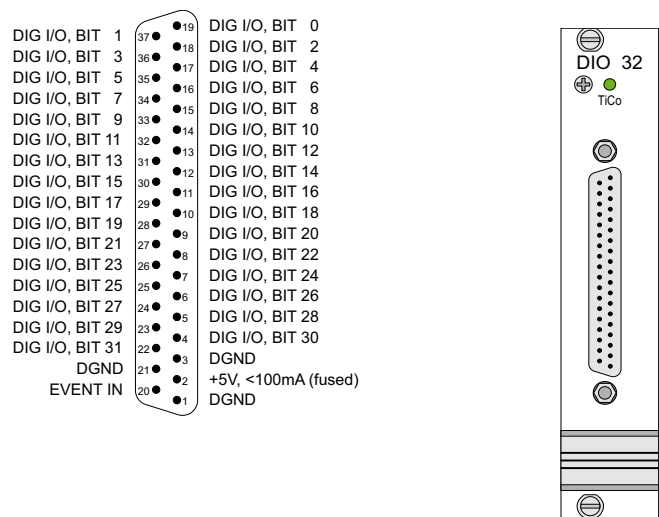 DIG I/O, BIT 1 37 19 DIG I/O, BIT 0
DIG I/O, BIT 3 36 18 DIG I/O, BIT 2
DIG I/O, BIT 5 35 17 DIG I/O, BIT 4
DIG I/O, BIT 7 34 16 DIG I/O, BIT 6
DIG I/O, BIT 9 33 15 DIG I/O, BIT 8
DIG I/O, BIT 11 32 14 DIG I/O, BIT 10
DIG I/O, BIT 13 31 13 DIG I/O, BIT 12
DIG I/O, BIT 15 30 12 DIG I/O, BIT 14
DIG I/O, BIT 17 29 11 DIG I/O, BIT 16
DIG I/O, BIT 19 28 10 DIG I/O, BIT 18
DIG I/O, BIT 21 27 9 DIG I/O, BIT 20
DIG I/O, BIT 23 26 8 DIG I/O, BIT 22
DIG I/O, BIT 25 25 7 DIG I/O, BIT 24
DIG I/O, BIT 27 24 6 DIG I/O, BIT 26
DIG I/O, BIT 29 23 5 DIG I/O, BIT 28
DIG I/O, BIT 31 22 4 DIG I/O, BIT 30
DGND 21 3 DGND
EVENT IN 20 2 +5V, <100mA (fused)
1 DGND
DIO 32
TiCo